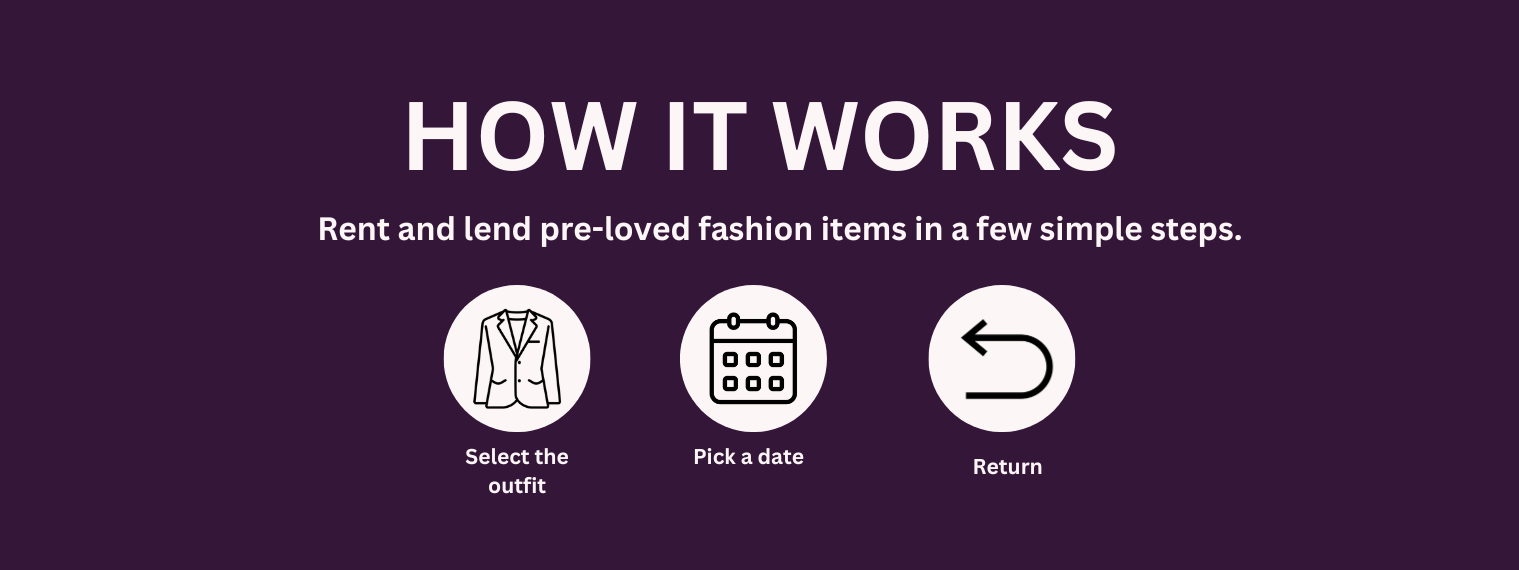 HOW IT WORKS
Rent and lend pre-loved fashion items in a few simple steps.
Select the
outfit
Pick a date
Return